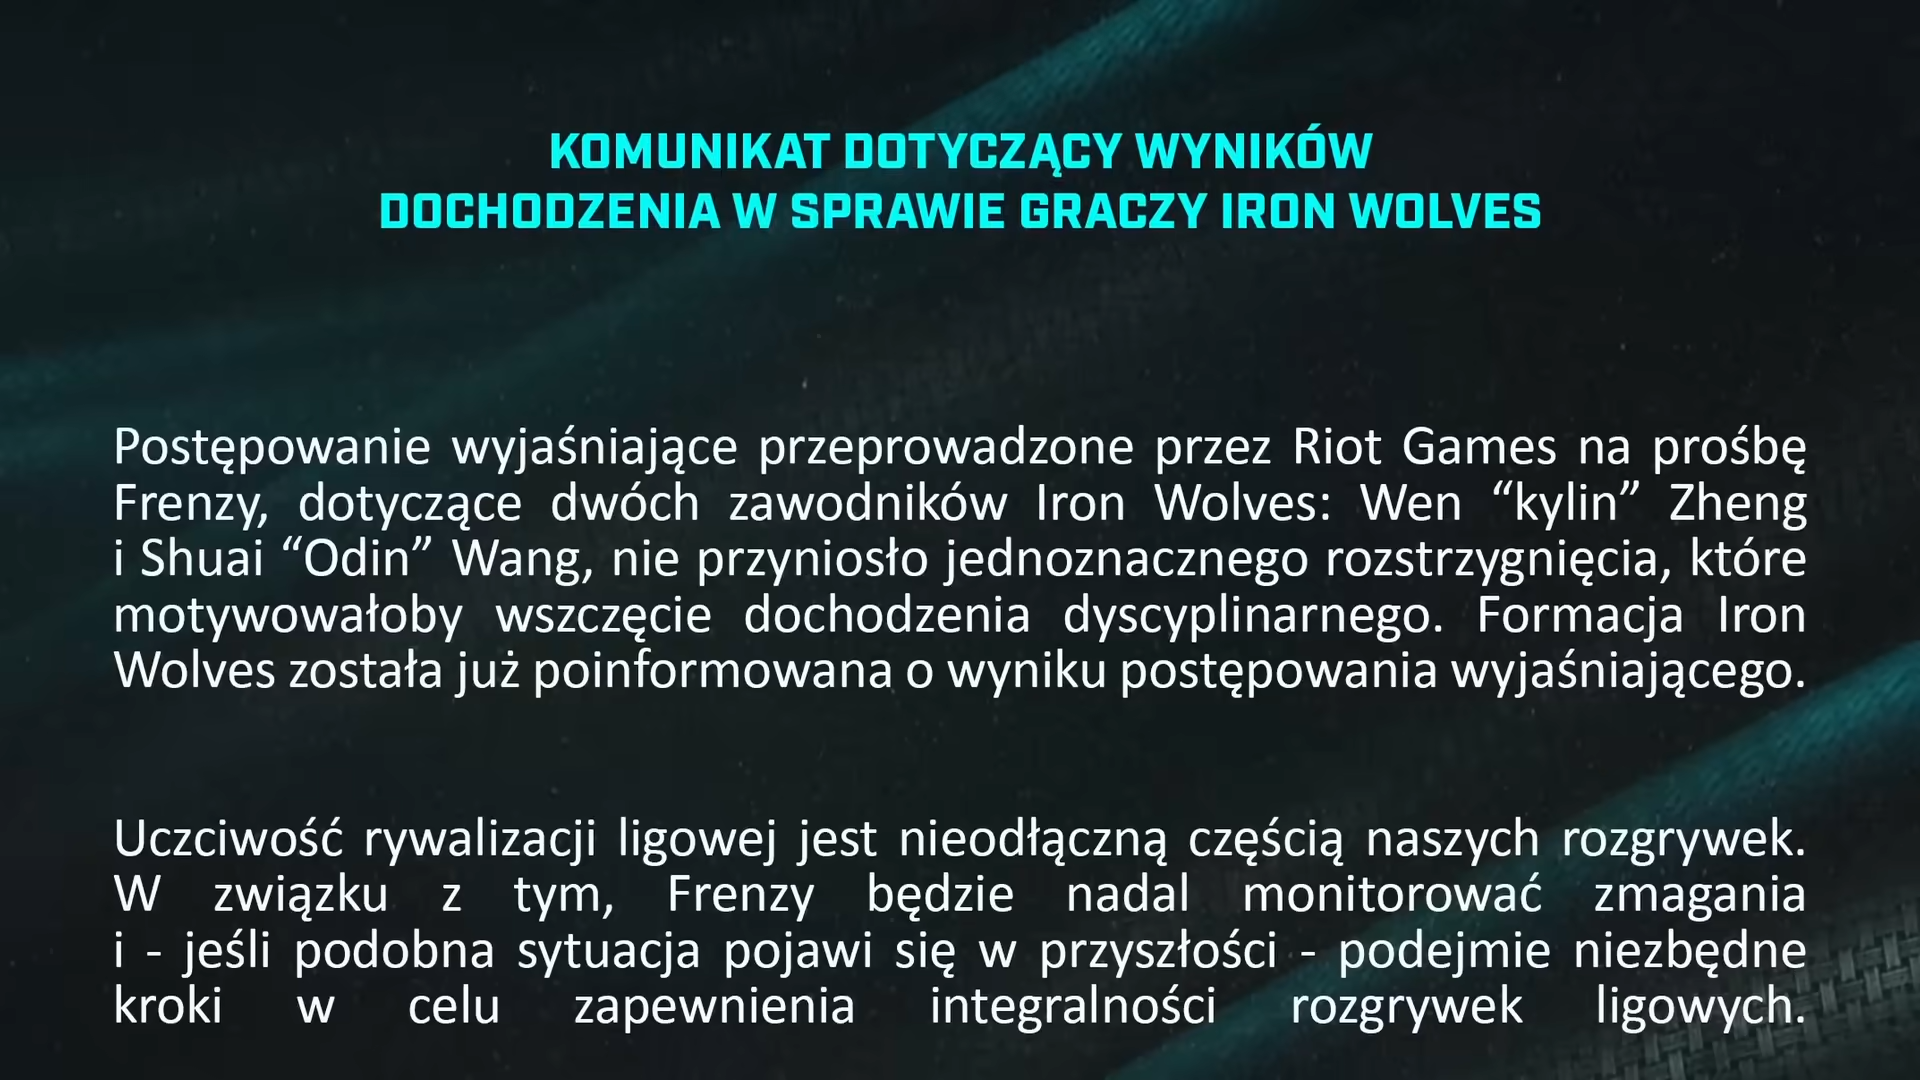 KOMUNIKAT DOTYCZĄCY WYNIKÓW
DOCHODZENIA W SPRAWIE GRACZY IRON WOLVES
Postępowanie wyjaśniające przeprowadzone przez Riot Games na prośbę
Frenzy, dotyczące dwóch zawodników Iron Wolves: Wen “kylin” Zheng
i Shuai “Odin” Wang, nie przyniosło jednoznacznego rozstrzygnięcia, które
motywowałoby wszczęcie dochodzenia dyscyplinarnego. Formacja Iron
Wolves została już poinformowana o wyniku postępowania wyjaśniającego.
Uczciwość rywalizacji ligowej jest nieodłączną częścią naszych rozgrywek.
W związku z tym, Frenzy będzie nadal monitorować zmagania
i - jeśli podobna sytuacja pojawi się w przyszłości - podejmie niezbędne
kroki w celu zapewnienia integralności rozgrywek ligowych.